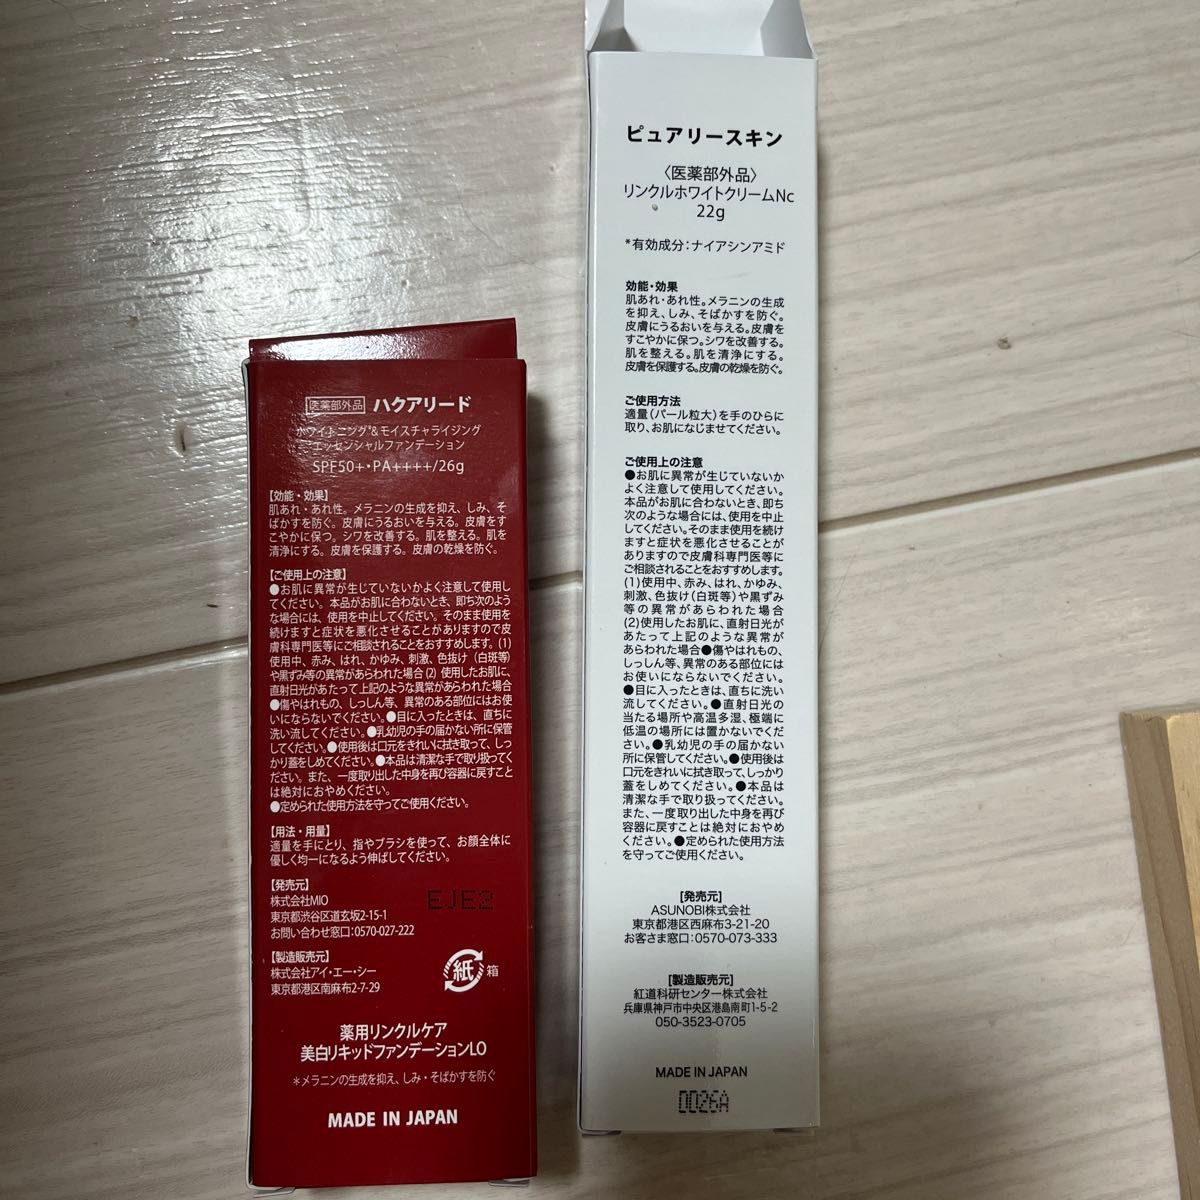 医薬部外品 ハクアリード
ホワイトニング*&モイスチャライジング
エッセンシャルファンデーション
SPF50+・PA++++/26g
【効能・効果】
肌あれ・あれ性。メラニンの生成を抑え、しみ、そ
ばかすを防ぐ。皮膚にうるおいを与える。皮膚をす
こやかに保つ。シワを改善する。肌を整える。肌を
清浄にする。皮膚を保護する。皮膚の乾燥を防ぐ。
【ご使用上の注意】
●お肌に異常が生じていないかよく注意して使用し
てください。本品がお肌に合わないとき、即ち次のよう
な場合には、使用を中止してください。そのまま使用を
続けますと症状を悪化させることがありますので皮
膚科専門医等にご相談されることをおすすめします。(1)
使用中、赤み、はれ、かゆみ、刺激、色抜け(白斑等)
や黒ずみ等の異常があらわれた場合(2)使用したお肌に、
直射日光があたって上記のような異常があらわれた場合
●傷やはれもの、しっしん等、異常のある部位にはお使
いにならないでください。●目に入ったときは、直ちに
洗い流してください。●乳幼児の手の届かない所に保管
してください。●使用後は口元をきれいに拭き取って、しっ
かり蓋をしめてください。●本品は清潔な手で取り扱ってく
ださい。また、一度取り出した中身を再び容器に戻すこと
は絶対におやめください。
●定められた使用方法を守ってご使用ください。
【用法・用量】
適量を手にとり、指やブラシを使って、お顔全体に
優しく均一になるよう伸ばしてください。
【発売元】
株式会社MIO
東京都渋谷区道玄坂2-15-1
お問い合わせ窓口:0570-027-222
EJE2
【製造販売元】
株式会社アイ・エー・シー
東京都港区南麻布2-7-29
紙 箱
薬用リンクルケア
美白リキッドファンデーションLO
*メラニンの生成を抑え、しみ・そばかすを防ぐ
MADE IN JAPAN
ピュアリースキン
〈医薬部外品〉
リンクルホワイトクリームNc
22g
*有効成分:ナイアシンアミド
効能・効果
肌あれ・あれ性。メラニンの生成
を抑え、しみ、そばかすを防ぐ。
皮膚にうるおいを与える。皮膚を
すこやかに保つ。シワを改善する。
肌を整える。肌を清浄にする。
皮膚を保護する。皮膚の乾燥を防ぐ。
ご使用方法
適量(パール粒大)を手のひらに
取り、お肌になじませてください。
ご使用上の注意
●お肌に異常が生じていないか
よく注意して使用してください。
本品がお肌に合わないとき、即ち
次のような場合には、使用を中止
してください。そのまま使用を続け
ますと症状を悪化させることが
ありますので皮膚科専門医等に
ご相談されることをおすすめします。
(1)使用中、赤み、はれ、かゆみ、
刺激、色抜け(白斑等)や黒ずみ
等の異常があらわれた場合
(2)使用したお肌に、直射日光が
あたって上記のような異常が
あらわれた場合●傷やはれもの、
しっしん等、異常のある部位には
お使いにならないでください。
●目に入ったときは、直ちに洗い
流してください。●直射日光の
当たる場所や高温多湿、極端に
低温の場所には置かないでくだ
さい。●乳幼児の手の届かない
所に保管してください。●使用後は
口元をきれいに拭き取って、しっかり
蓋をしめてください。●本品は
清潔な手で取り扱ってください。
また、一度取り出した中身を再び
容器に戻すことは絶対におやめ
ください。●定められた使用方法
を守ってご使用ください。
[発売元]
ASUNOBI株式会社
東京都港区西麻布3-21-20
お客さま窓口:0570-073-333
[製造販売元]
紅道科研センター株式会社
兵庫県神戸市中央区港島南町1-5-2
050-3523-0705
MADE IN JAPAN
DD26A